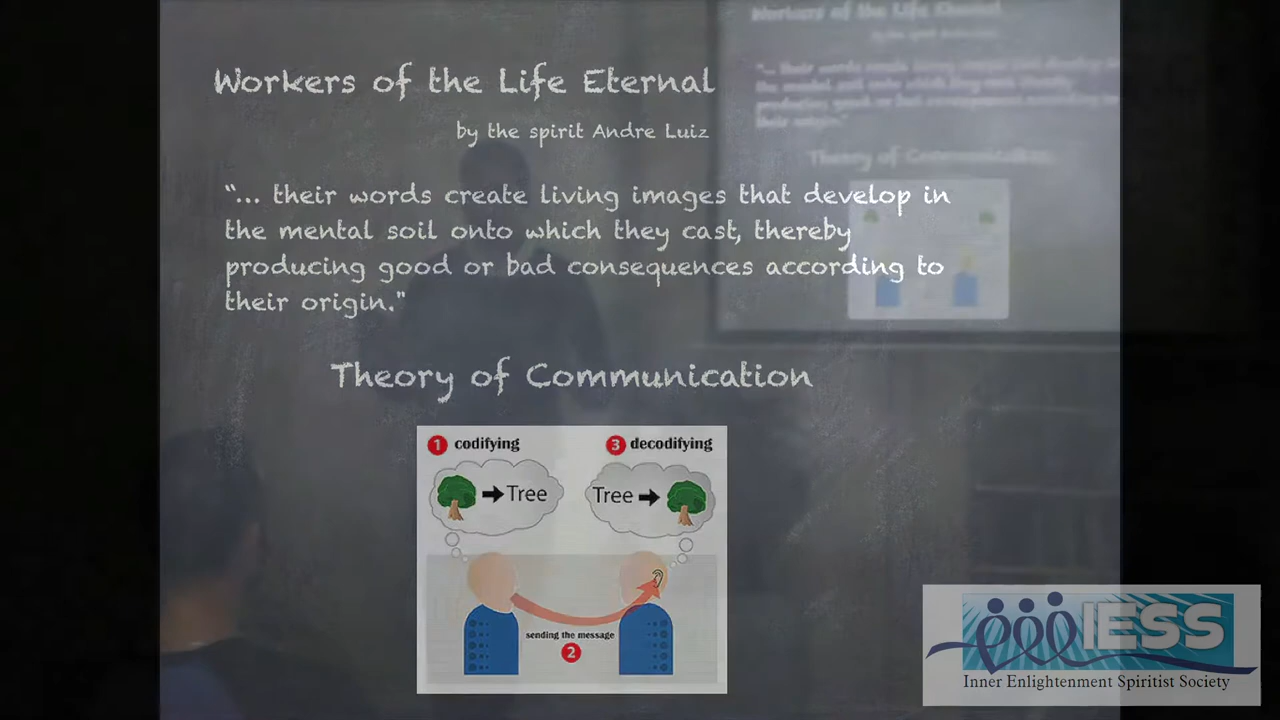 Workers of the Life Eternal
by the spirit Andre Luiz
"... their words create living images that develop in
the mental soil onto which they cast, thereby
producing good or bad consequences according to
their origin."
Theory of Communication
1 codifying
3 decodifying
Tree
Tree
sending the message
2
IESS
Inner Enlightenment Spiritist Society